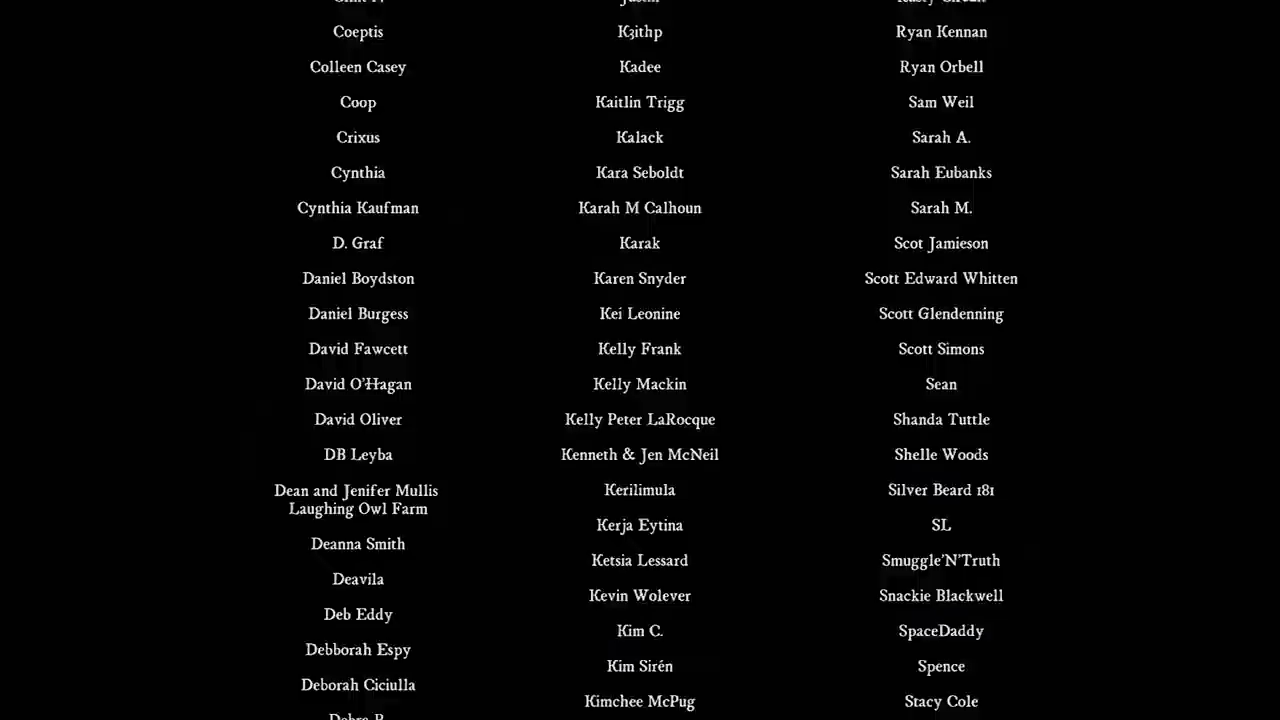 Coeptis
Colleen Casey
Coop
Crixus
Cynthia
Cynthia Kaufman
D. Graf
Daniel Boydston
Daniel Burgess
David Fawcett
David O'Hagan
David Oliver
DB Leyba
Dean and Jenifer Mullis
Laughing Owl Farm
Deanna Smith
Deavila
Deb Eddy
Debborah Espy
Deborah Ciciulla
K3ithp
Kadee
Kaitlin Trigg
Kalack
Kara Seboldt
Karah M Calhoun
Karak
Karen Snyder
Kei Leonine
Kelly Frank
Kelly Mackin
Kelly Peter LaRocque
Kenneth & Jen McNeil
Kerilimula
Kerja Eytina
Ketsia Lessard
Kevin Wolever
Kim C.
Kim Sirén
Kimchee McPug
Ryan Kennan
Ryan Orbell
Sam Weil
Sarah A.
Sarah Eubanks
Sarah M.
Scot Jamieson
Scott Edward Whitten
Scott Glendenning
Scott Simons
Sean
Shanda Tuttle
Shelle Woods
Silver Beard 181
SL
Smuggle'N'Truth
Snackie Blackwell
SpaceDaddy
Spence
Stacy Cole